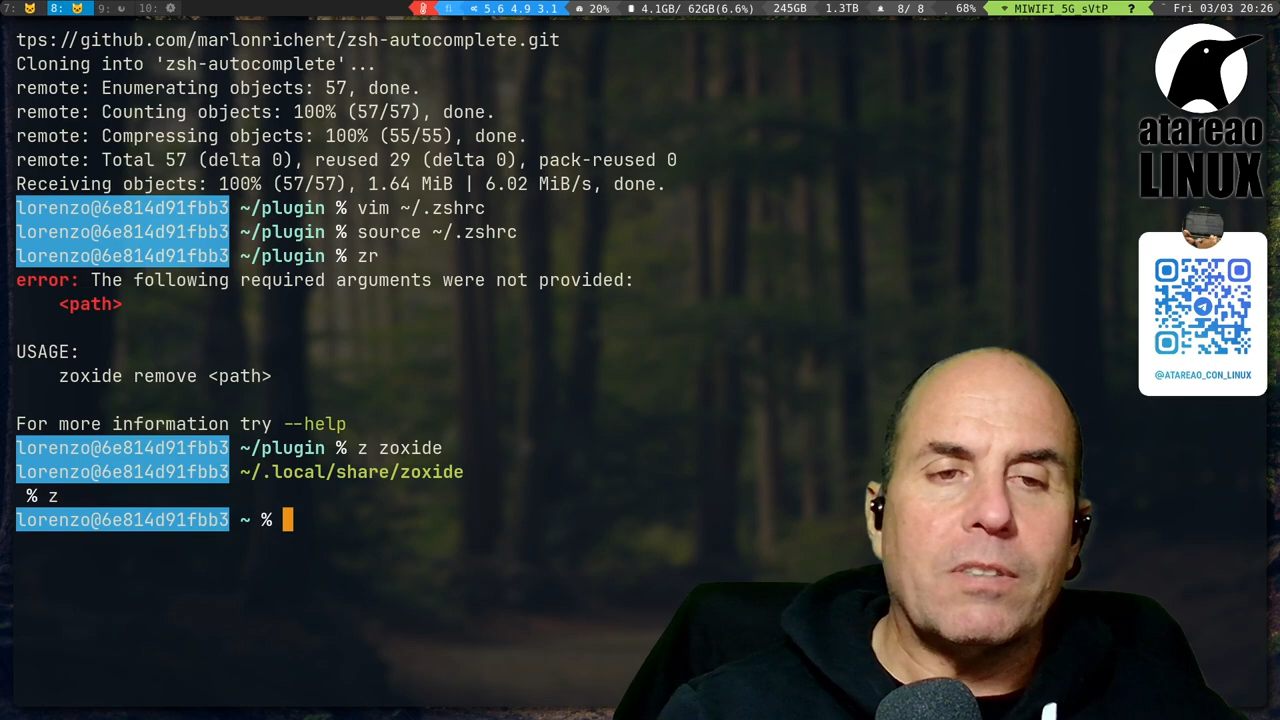 7: 8: 9: 10: 5.6 4.9 3.1 20% 4.1GB/ 62GB(6.6%) 245GB 1.3TB 8/ 8 68% MIWIFI_5G_sVtP ? Fri 03/03 20:26
tps://github.com/marlonrichert/zsh-autocomplete.git
Cloning into 'zsh-autocomplete'...
remote: Enumerating objects: 57, done.
remote: Counting objects: 100% (57/57), done.
remote: Compressing objects: 100% (55/55), done.
remote: Total 57 (delta 0), reused 29 (delta 0), pack-reused 0
Receiving objects: 100% (57/57), 1.64 MiB | 6.02 MiB/s, done.
lorenzo@6e814d91fbb3 ~/plugin % vim ~/.zshrc
lorenzo@6e814d91fbb3 ~/plugin % source ~/.zshrc
lorenzo@6e814d91fbb3 ~/plugin % zr
error: The following required arguments were not provided:
<path>
USAGE:
zoxide remove <path>
For more information try --help
lorenzo@6e814d91fbb3 ~/plugin % z zoxide
lorenzo@6e814d91fbb3 ~/.local/share/zoxide
% z
lorenzo@6e814d91fbb3 ~ %
atareao
LINUX
@ATAREAO_CON_LINUX